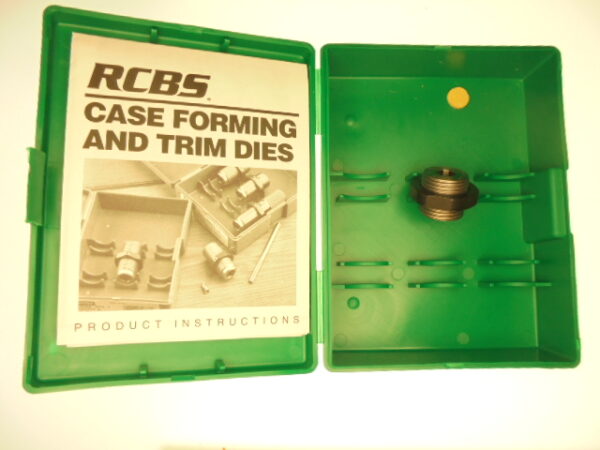 RCBS
CASE FORMING
AND TRIM DIES
PRODUCT INSTRUCTIONS